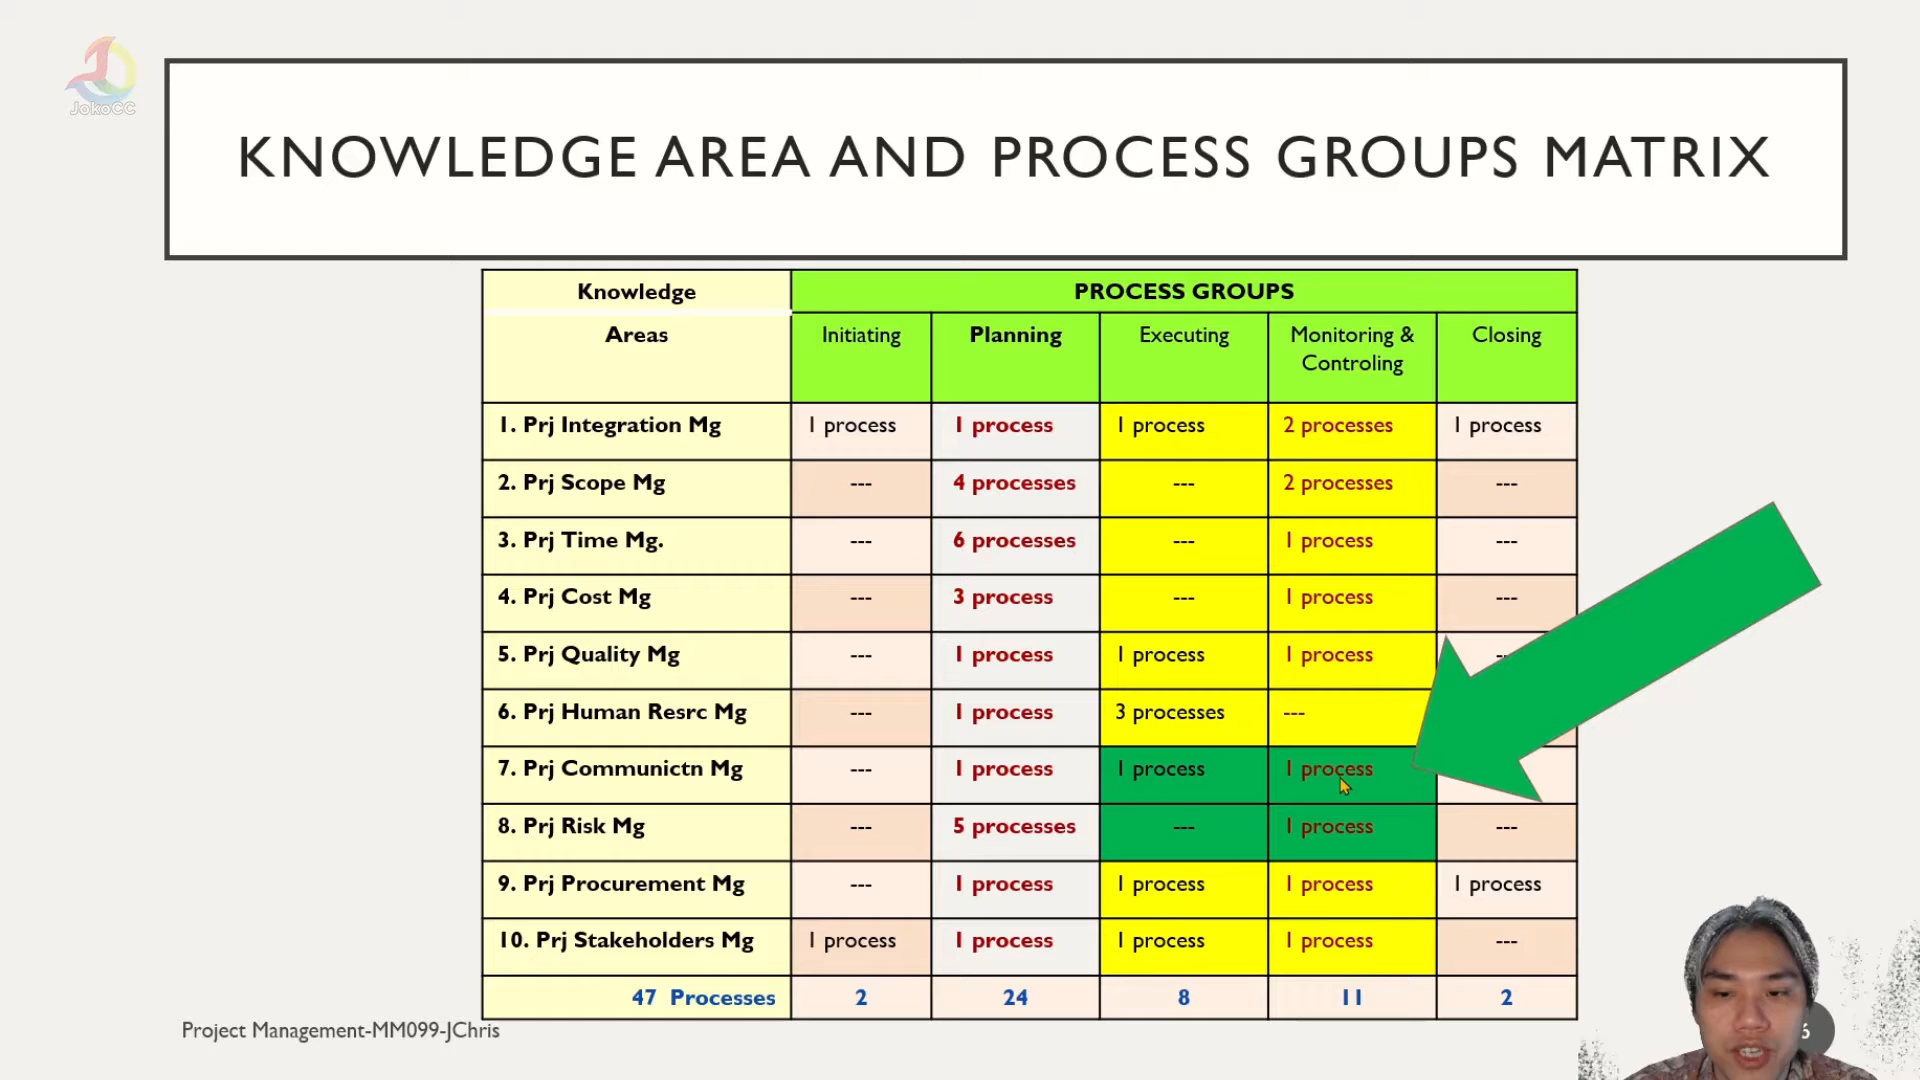 JokoCC
KNOWLEDGE AREA AND PROCESS GROUPS MATRIX
Knowledge PROCESS GROUPS
Areas Initiating Planning Executing Monitoring & Closing
Controling
1. Prj Integration Mg 1 process 1 process 1 process 2 processes 1 process
2. Prj Scope Mg --- 4 processes --- 2 processes ---
3. Prj Time Mg. --- 6 processes --- 1 process ---
4. Prj Cost Mg --- 3 process --- 1 process ---
5. Prj Quality Mg --- 1 process 1 process 1 process
6. Prj Human Resrc Mg --- 1 process 3 processes ---
7. Prj Communictn Mg --- 1 process 1 process 1 process
8. Prj Risk Mg --- 5 processes --- 1 process ---
9. Prj Procurement Mg --- 1 process 1 process 1 process 1 process
10. Prj Stakeholders Mg 1 process 1 process 1 process 1 process ---
47 Processes 2 24 8 11 2
Project Management-MM099-JChris